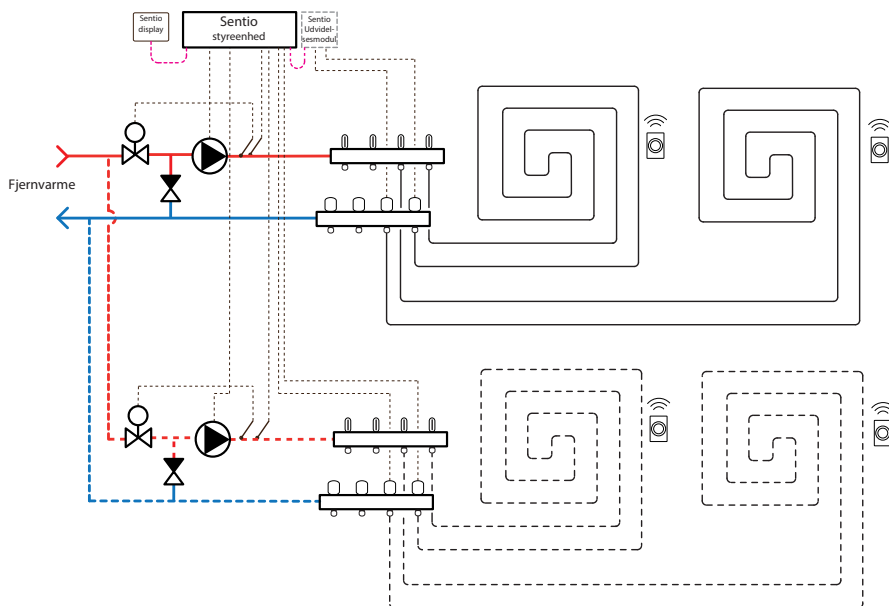 Sentio
display
Sentio
styreenhed
Sentio
Udvidel-
sesmodul
Fjernvarme